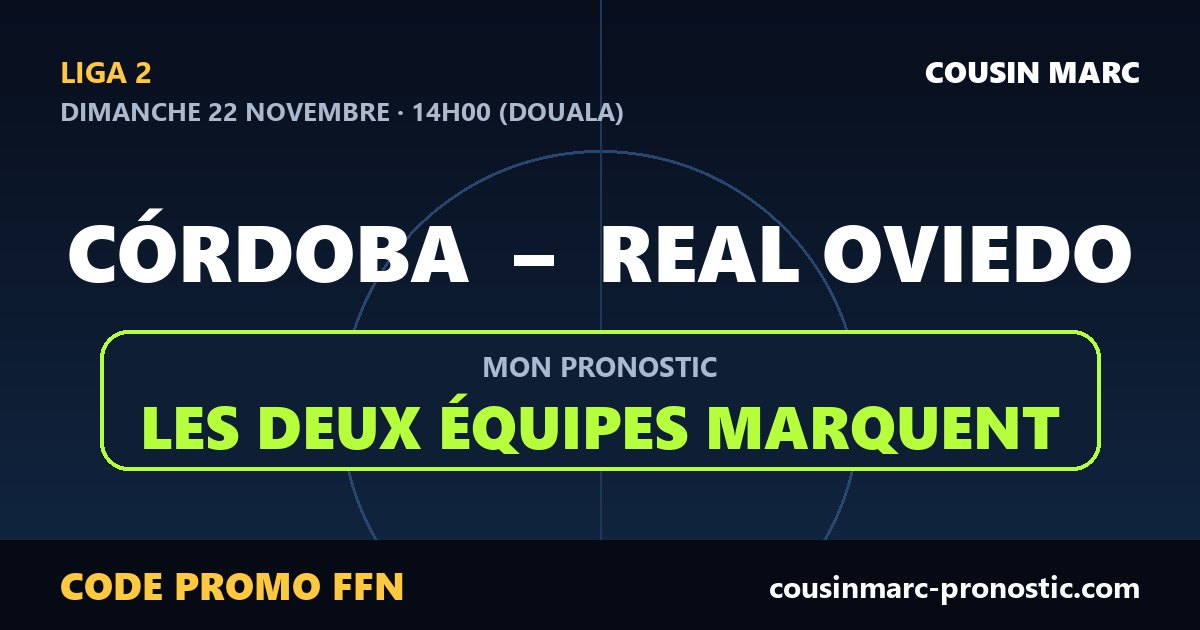 LIGA 2
COUSIN MARC
DIMANCHE 22 NOVEMBRE · 14H00 (DOUALA)
CÓRDOBA – REAL OVIEDO
MON PRONOSTIC
LES DEUX ÉQUIPES MARQUENT
CODE PROMO FFN
cousinmarc-pronostic.com